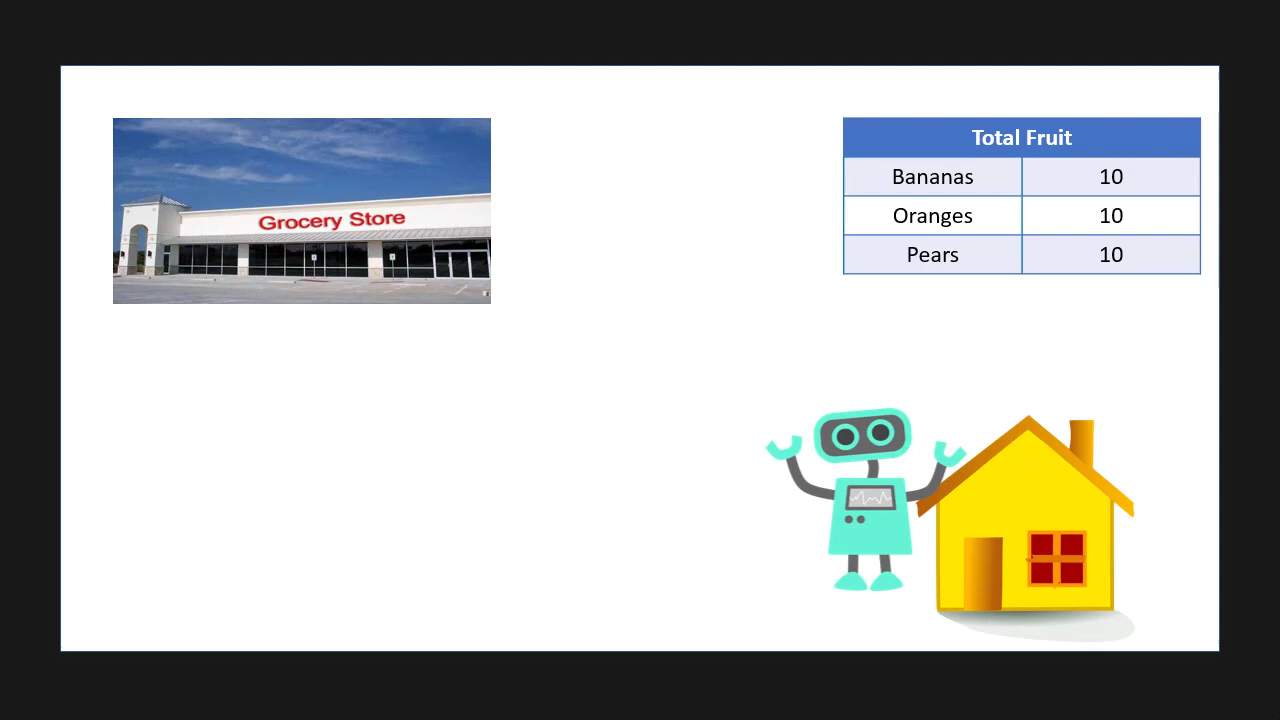 Grocery Store
Total Fruit
Bananas 10
Oranges 10
Pears 10